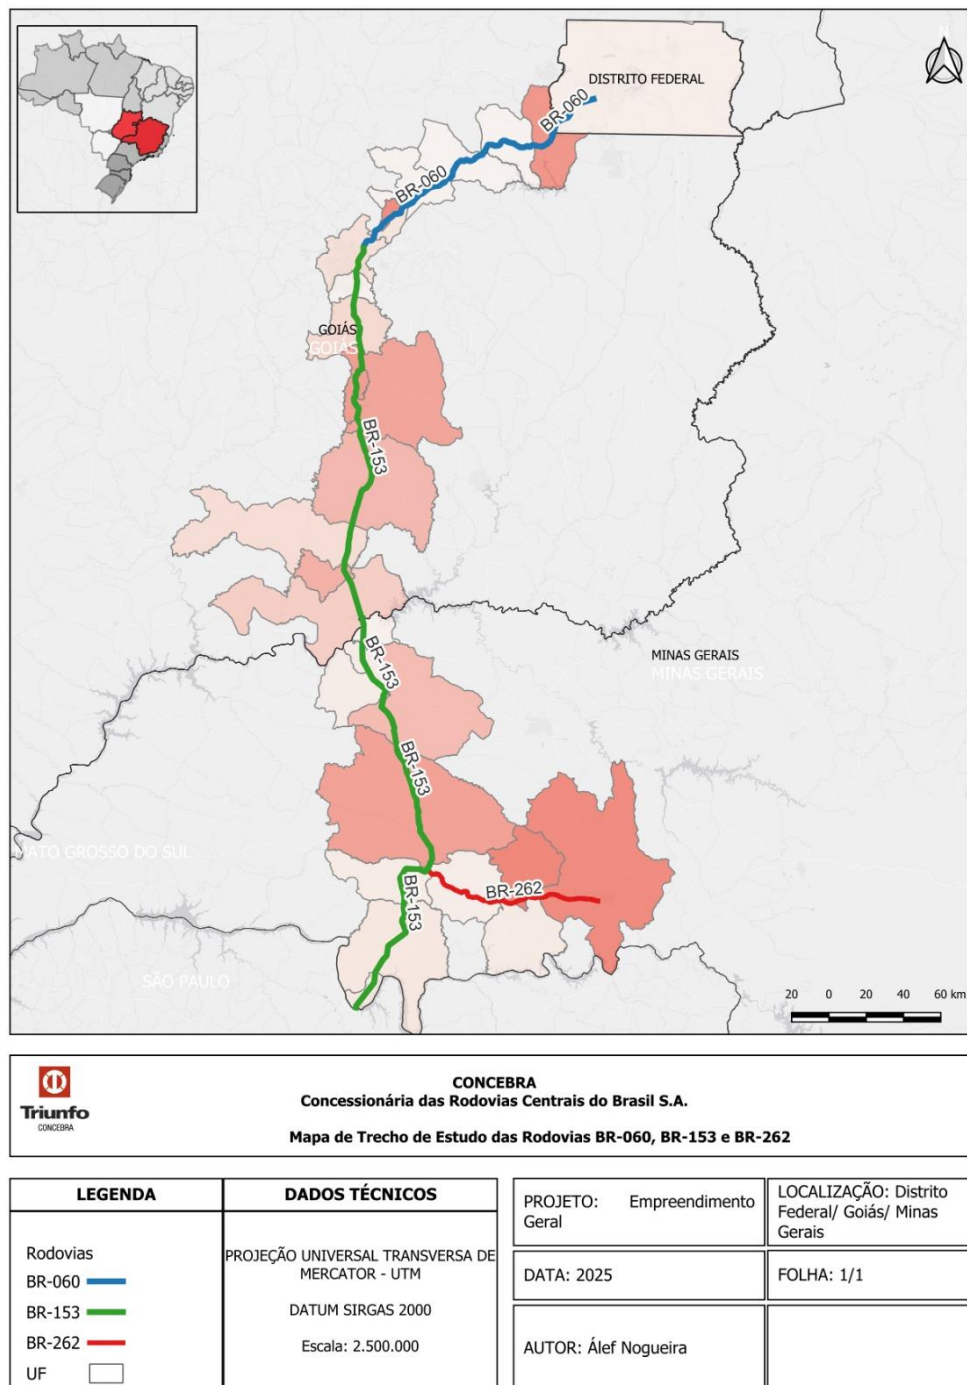 DISTRITO FEDERAL
BR-060
BR-060
GOIÁS
GOIÁS
BR-153
BR-153
MINAS GERAIS
MINAS GERAIS
BR-153
MATO GROSSO DO SUL
BR-262
BR-153
SÃO PAULO
20 0 20 40 60 km
Triunfo
CONCEBRA
CONCEBRA
Concessionária das Rodovias Centrais do Brasil S.A.
Mapa de Trecho de Estudo das Rodovias BR-060, BR-153 e BR-262
LEGENDA
Rodovias
BR-060
BR-153
BR-262
UF
DADOS TÉCNICOS
PROJEÇÃO UNIVERSAL TRANSVERSA DE
MERCATOR - UTM
DATUM SIRGAS 2000
Escala: 2.500.000
PROJETO: Empreendimento
Geral
LOCALIZAÇÃO: Distrito
Federal/ Goiás/ Minas
Gerais
DATA: 2025
FOLHA: 1/1
AUTOR: Álef Nogueira